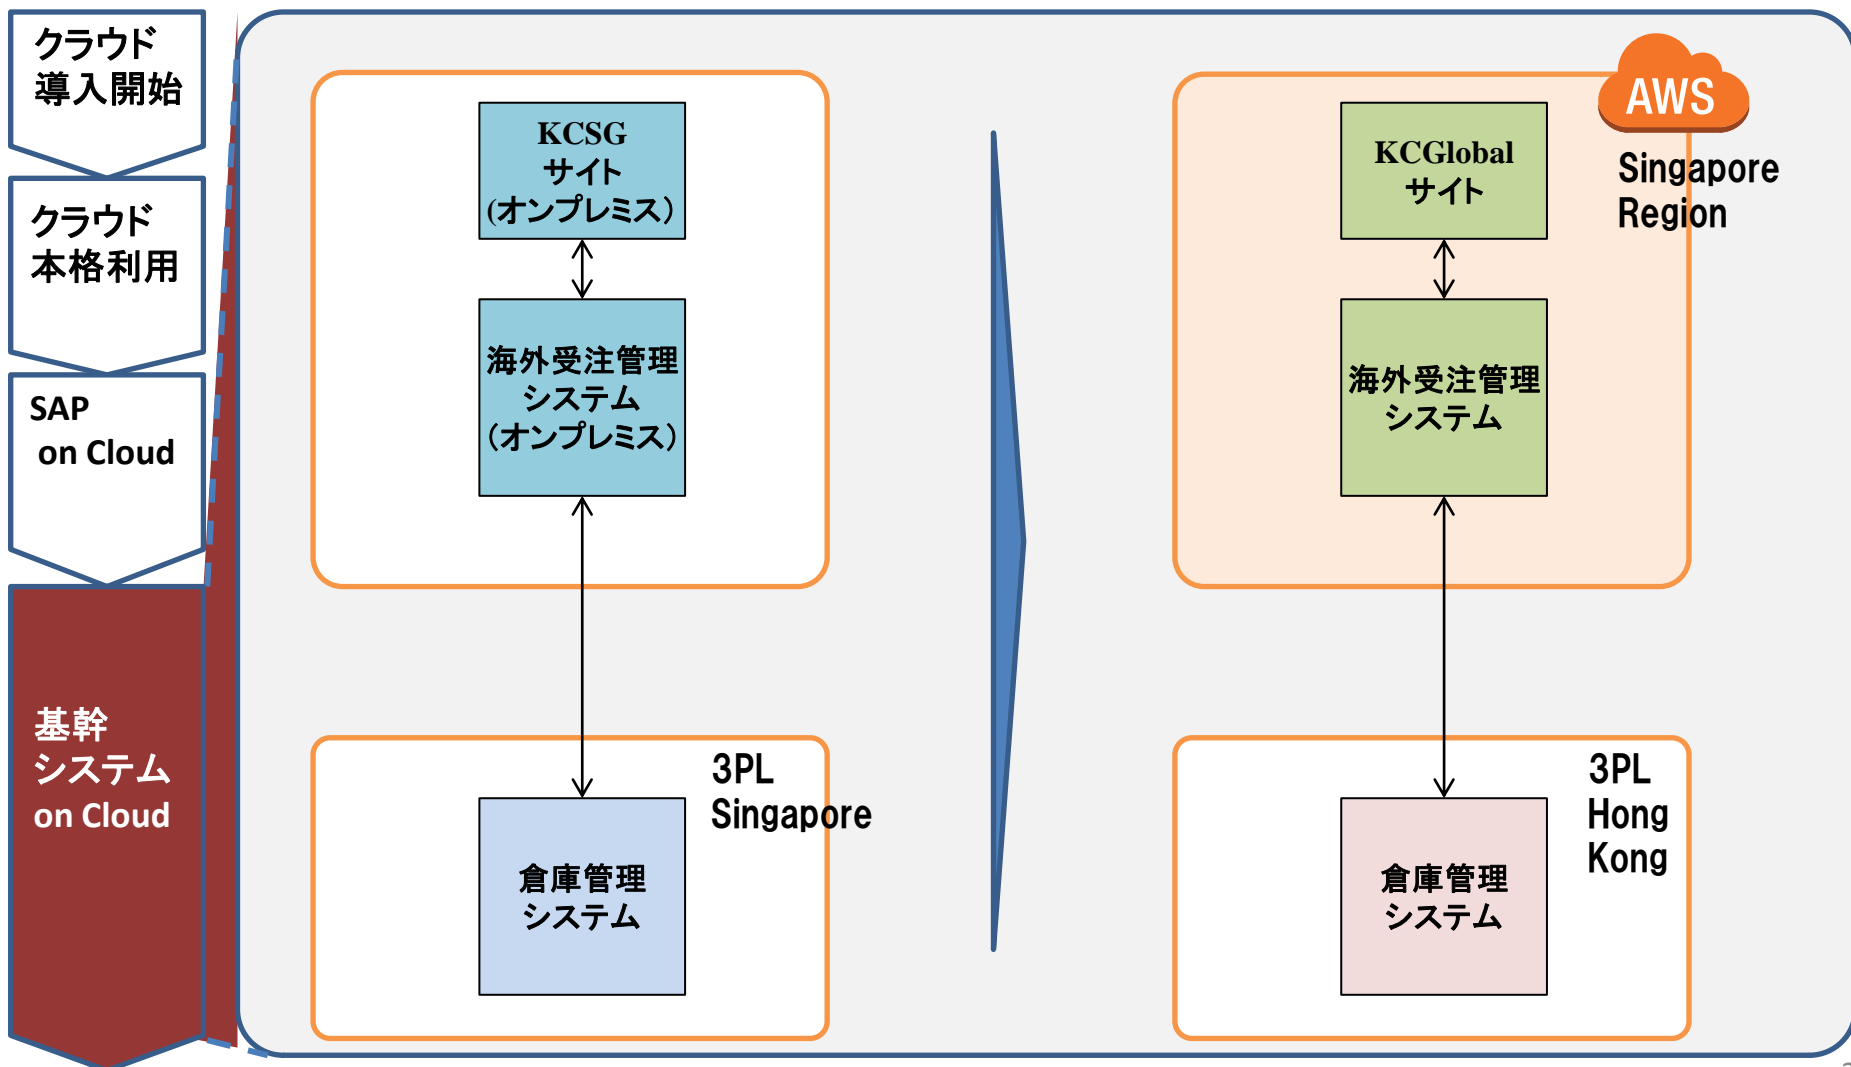 クラウド
導入開始
クラウド
本格利用
SAP
on Cloud
基幹
システム
on Cloud
KCSG
サイト
(オンプレミス）
海外受注管理
システム
（オンプレミス）
3PL
Singapore
倉庫管理
システム
AWS
Singapore
Region
KCGlobal
サイト
海外受注管理
システム
3PL
Hong
Kong
倉庫管理
システム